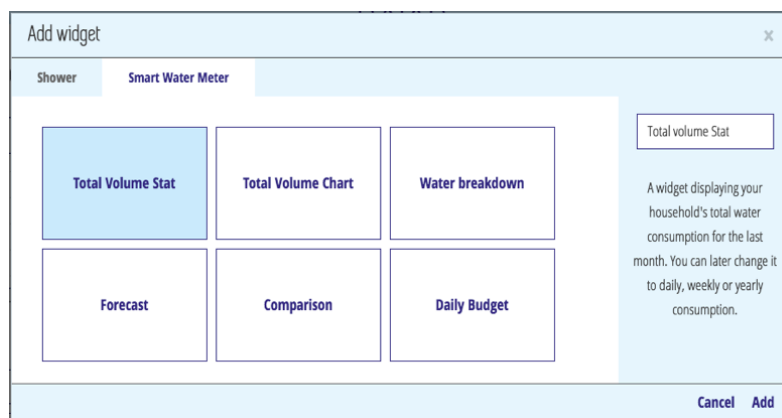 Add widget
x
Shower
Smart Water Meter
Total Volume Stat
Total Volume Chart
Water breakdown
Forecast
Comparison
Daily Budget
Total volume Stat
A widget displaying your
household's total water
consumption for the last
month. You can later change it
to daily, weekly or yearly
consumption.
Cancel
Add